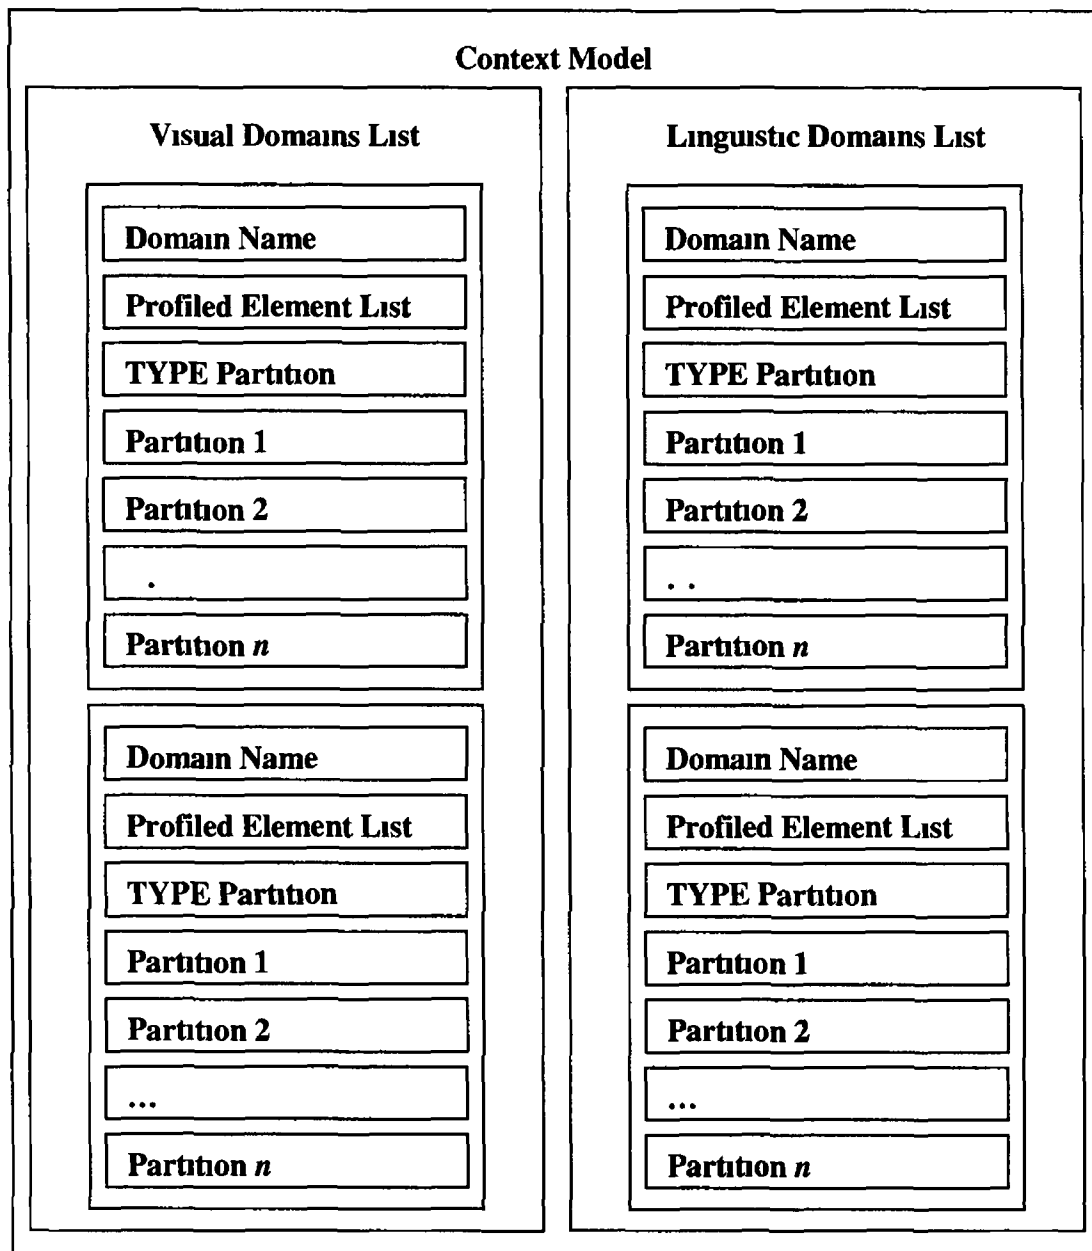 Context Model
Visual Domains List
Domain Name
Profiled Element List
TYPE Partition
Partition 1
Partition 2
.
Partition n
Domain Name
Profiled Element List
TYPE Partition
Partition 1
Partition 2
...
Partition n
Linguistic Domains List
Domain Name
Profiled Element List
TYPE Partition
Partition 1
Partition 2
. .
Partition n
Domain Name
Profiled Element List
TYPE Partition
Partition 1
Partition 2
...
Partition n